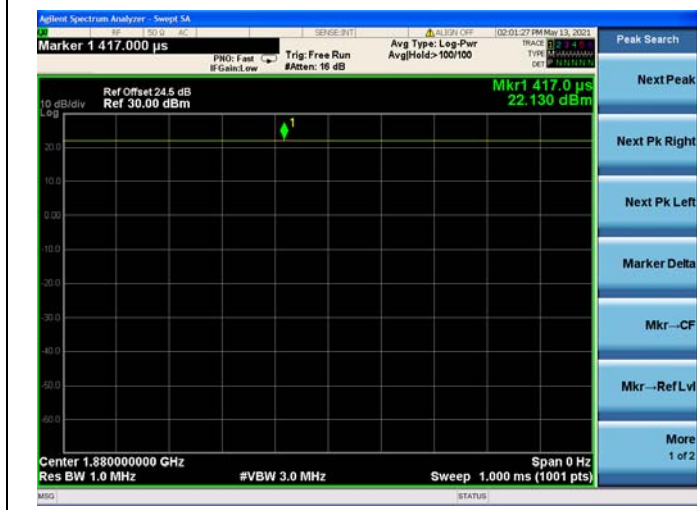 Agilent Spectrum Analyzer - Swept SA
RF 50 Ω AC SENSE:INT ALIGN OFF 02:01:27 PM May 13, 2021
Marker 1 417.000 µs
PNO: Fast
IFGain:Low
Trig: Free Run
#Atten: 16 dB
Avg Type: Log-Pwr
Avg|Hold:>100/100
TRACE 1 2 3 4 5 6
TYPE
DET P N N N N N
Peak Search
Next Peak
Next Pk Right
Next Pk Left
Marker Delta
Mkr→CF
Mkr→RefLvl
More
1 of 2
Ref Offset 24.5 dB
10 dB/div Ref 30.00 dBm
Log
Mkr1 417.0 µs
22.130 dBm
1
20.0
10.0
0.00
-10.0
-20.0
-30.0
-40.0
-50.0
-60.0
Center 1.880000000 GHz Span 0 Hz
Res BW 1.0 MHz #VBW 3.0 MHz Sweep 1.000 ms (1001 pts)
MSG STATUS